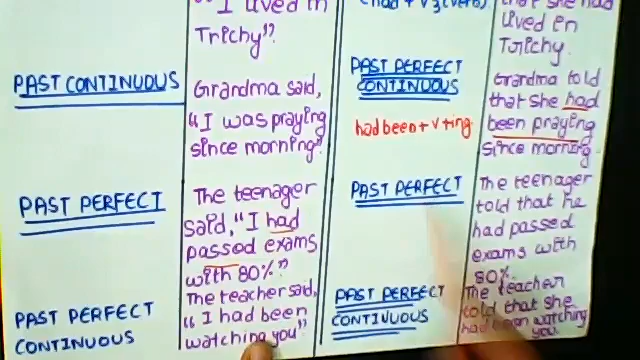 "I lived in
Trichy".
PAST CONTINUOUS
Grandma said,
"I was praying
since morning"
PAST PERFECT
The teenager
said, "I had
passed exams
with 80%."
PAST PERFECT
CONTINUOUS
The teacher said,
"I had been
watching you"
(had + V3(verb)
that she had
lived in
Trichy.
PAST PERFECT
CONTINUOUS
had been + V + ing
Grandma told
that she had
been praying
since morning.
PAST PERFECT
The teenager
told that he
had passed
exams with
80%.
PAST PERFECT
CONTINUOUS
The teacher
told that she
had been watching
you.